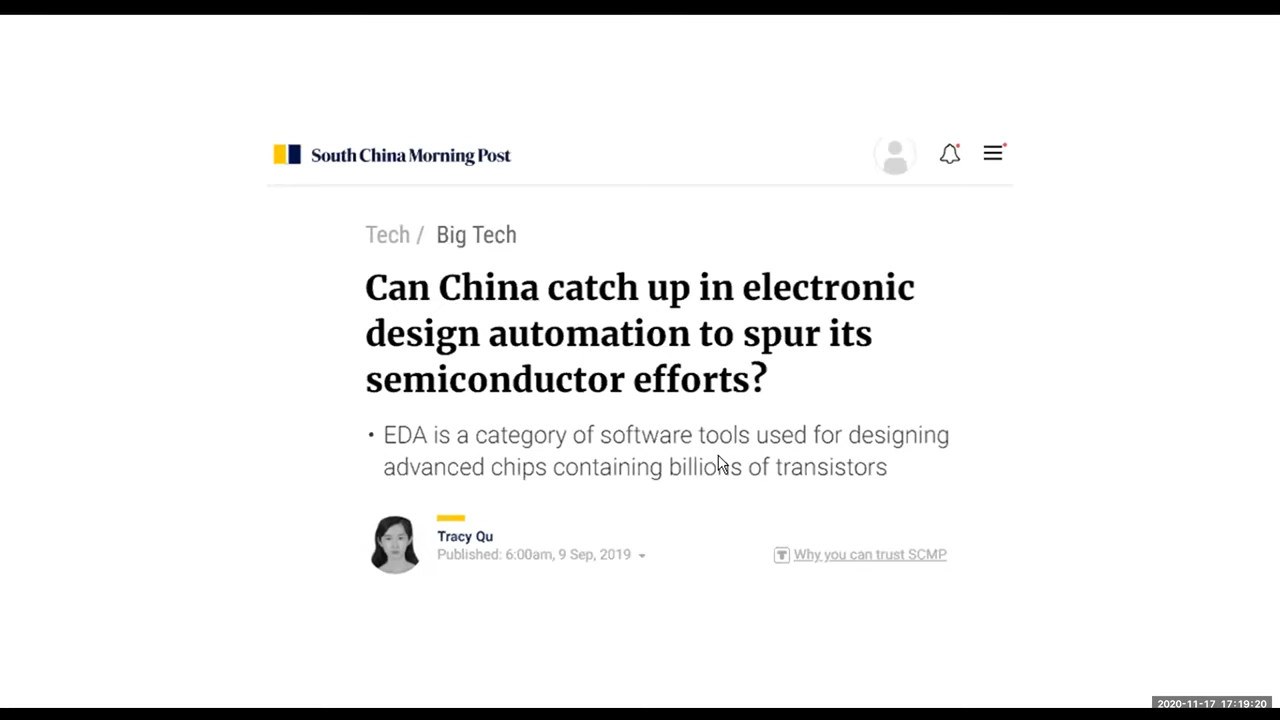 South China Morning Post
Tech / Big Tech
Can China catch up in electronic
design automation to spur its
semiconductor efforts?
• EDA is a category of software tools used for designing
advanced chips containing billions of transistors
Tracy Qu
Published: 6:00am, 9 Sep, 2019
Why you can trust SCMP
2020-11-17 17:19:20